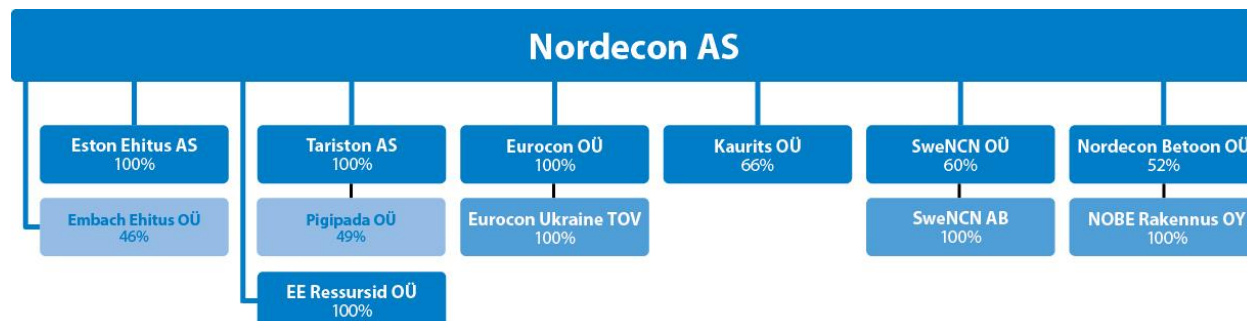 Nordecon AS
Eston Ehitus AS
100%
Tariston AS
100%
Eurocon OÜ
100%
Kaurits OÜ
66%
SweNCN OÜ
60%
Nordecon Betoon OÜ
52%
Embach Ehitus OÜ
46%
Pigipada OÜ
49%
Eurocon Ukraine TOV
100%
SweNCN AB
100%
NOBE Rakennus OY
100%
EE Ressursid OÜ
100%